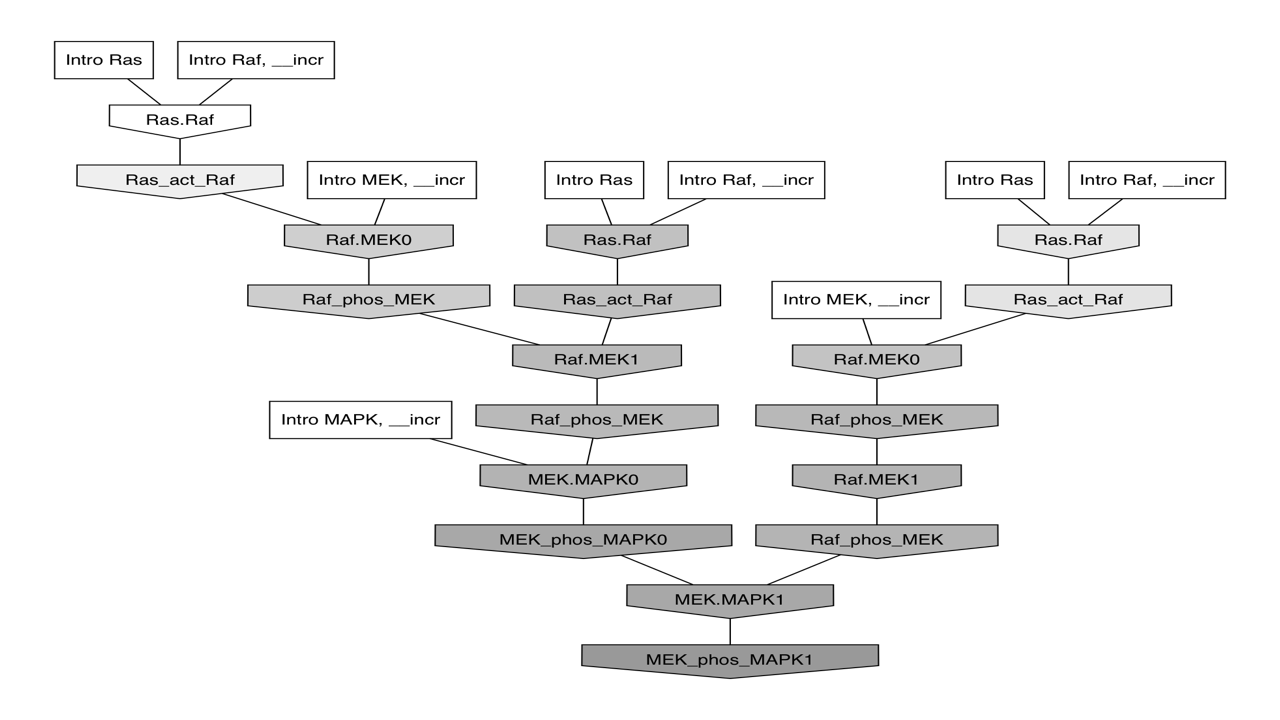 Intro Ras
Intro Raf, __incr
Ras.Raf
Ras_act_Raf
Intro MEK, __incr
Intro Ras
Intro Raf, __incr
Intro Ras
Intro Raf, __incr
Raf.MEK0
Ras.Raf
Ras.Raf
Raf_phos_MEK
Ras_act_Raf
Intro MEK, __incr
Ras_act_Raf
Raf.MEK1
Raf.MEK0
Intro MAPK, __incr
Raf_phos_MEK
Raf_phos_MEK
MEK.MAPK0
Raf.MEK1
MEK_phos_MAPK0
Raf_phos_MEK
MEK.MAPK1
MEK_phos_MAPK1